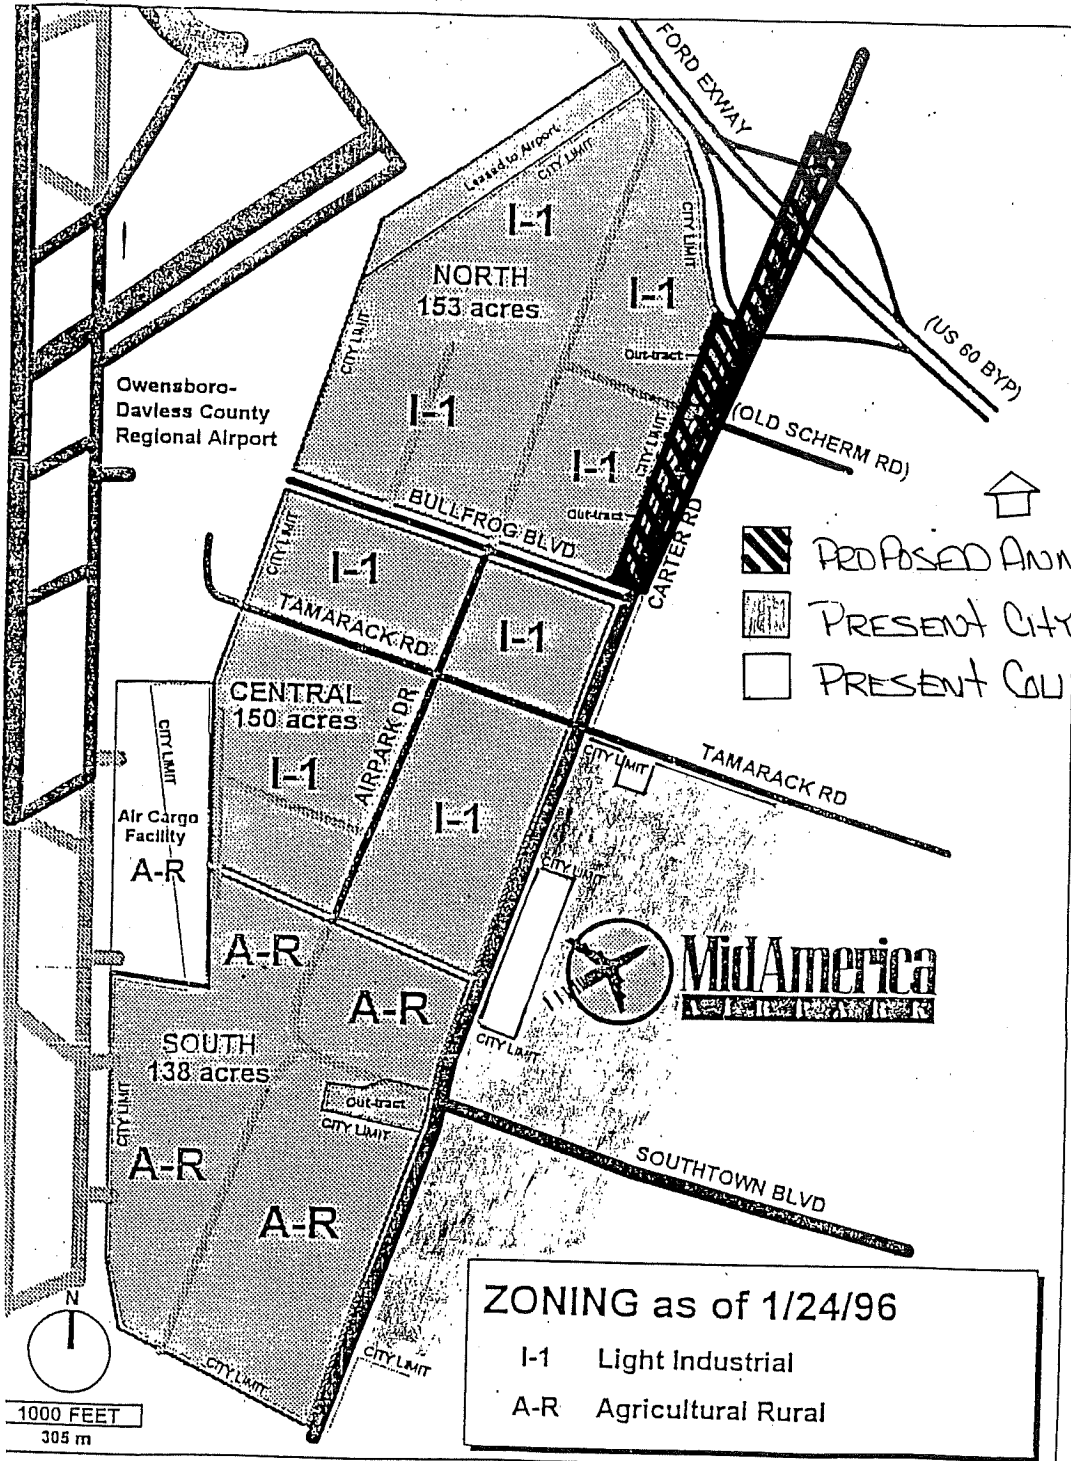 FORD EXWAY
Leased to Airport
CITY LIMIT
I-1
CITY LIMIT
NORTH
153 acres
I-1
(US 60 BYP)
CITY LIMIT
Out-tract
Owensboro-
Daviess County
Regional Airport
I-1
CITY LIMIT
(OLD SCHERM RD)
I-1
Out-tract
BULLFROG BLVD
CARTER RD
CITY LIMIT
I-1
PROPOSED ANN
PRESENT CITY
PRESENT COU
TAMARACK RD
I-1
CENTRAL
150 acres
AIRPARK DR
CITY LIMIT
I-1
I-1
CITY LIMIT
TAMARACK RD
Air Cargo
Facility
A-R
CITY LIMIT
A-R
MidAmerica
AIRPARK
A-R
CITY LIMIT
SOUTH
138 acres
Out-tract
CITY LIMIT
CITY LIMIT
A-R
SOUTHTOWN BLVD
A-R
ZONING as of 1/24/96
I-1 Light Industrial
A-R Agricultural Rural
N
CITY LIMIT
CITY LIMIT
1000 FEET
305 m